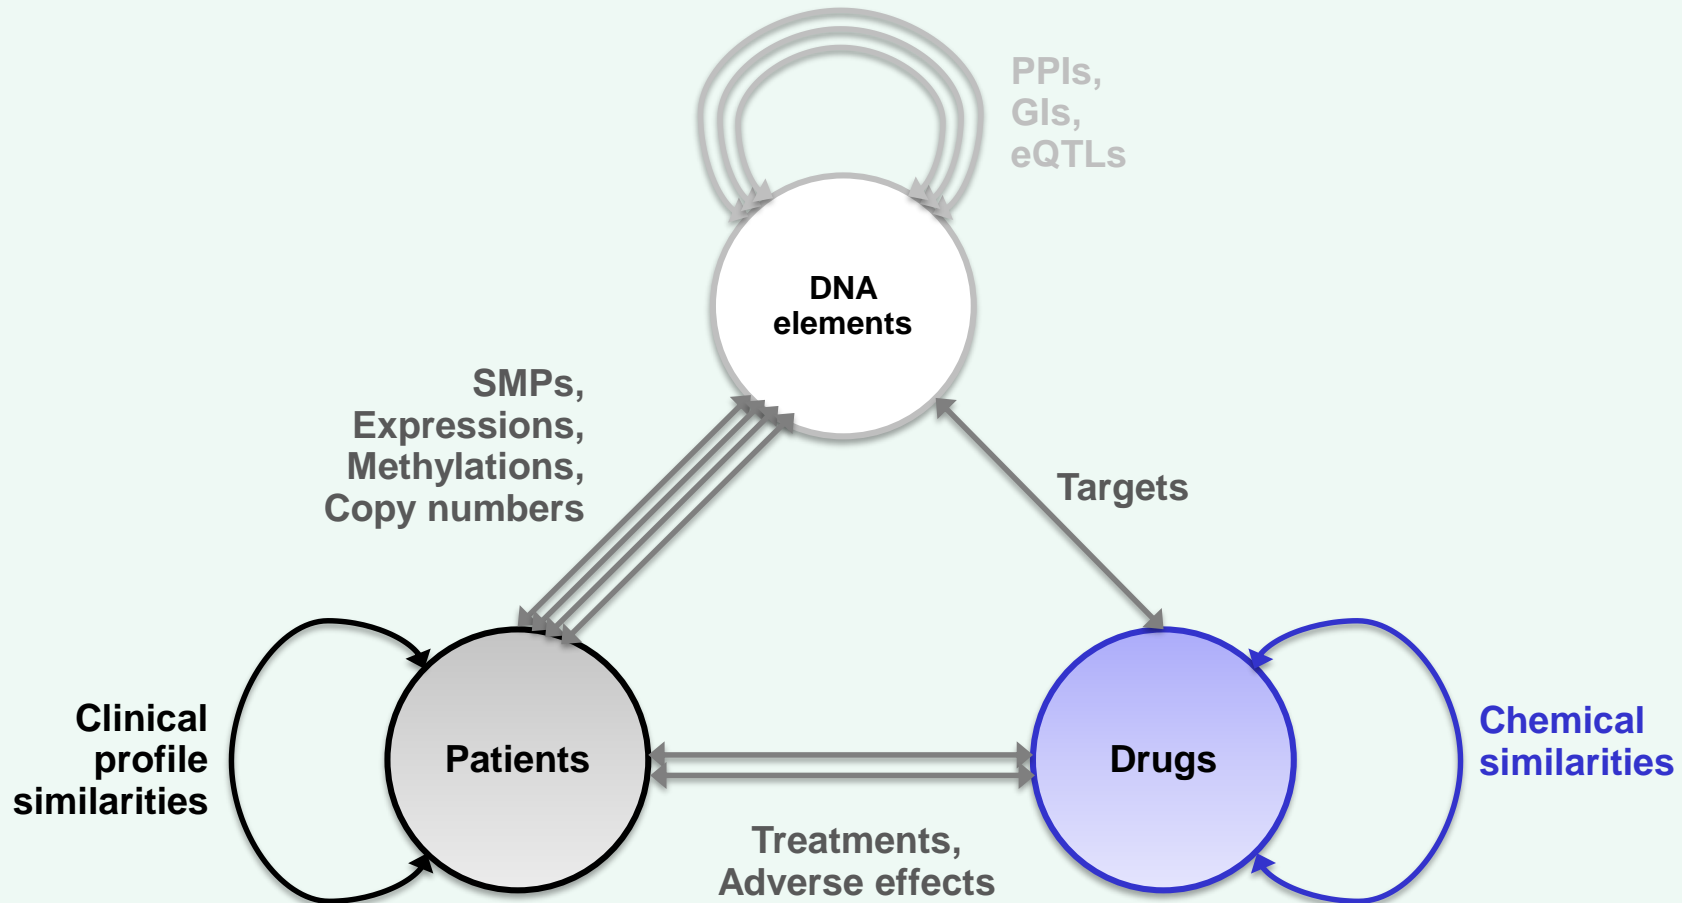 PPIs,
GIs,
eQTLs
DNA
elements
SMPs,
Expressions,
Methylations,
Copy numbers
Targets
Clinical
profile
similarities
Patients
Drugs
Chemical
similarities
Treatments,
Adverse effects